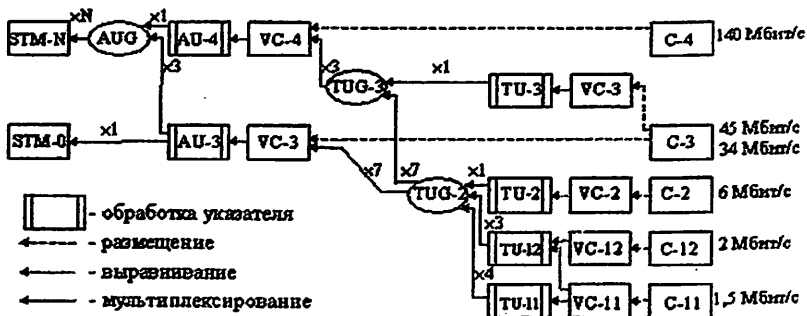 STM-N
×N
AUG
×1
AU-4
VC-4
C-4
140 Мбит/с
×3
×3
TUG-3
×1
TU-3
VC-3
STM-0
×1
AU-3
VC-3
C-3
45 Мбит/с
34 Мбит/с
×7
×7
TUG-2
×1
TU-2
VC-2
C-2
6 Мбит/с
×3
TU-12
VC-12
C-12
2 Мбит/с
×4
TU-11
VC-11
C-11
1,5 Мбит/с
- обработка указателя
- размещение
- выравнивание
- мультиплексирование